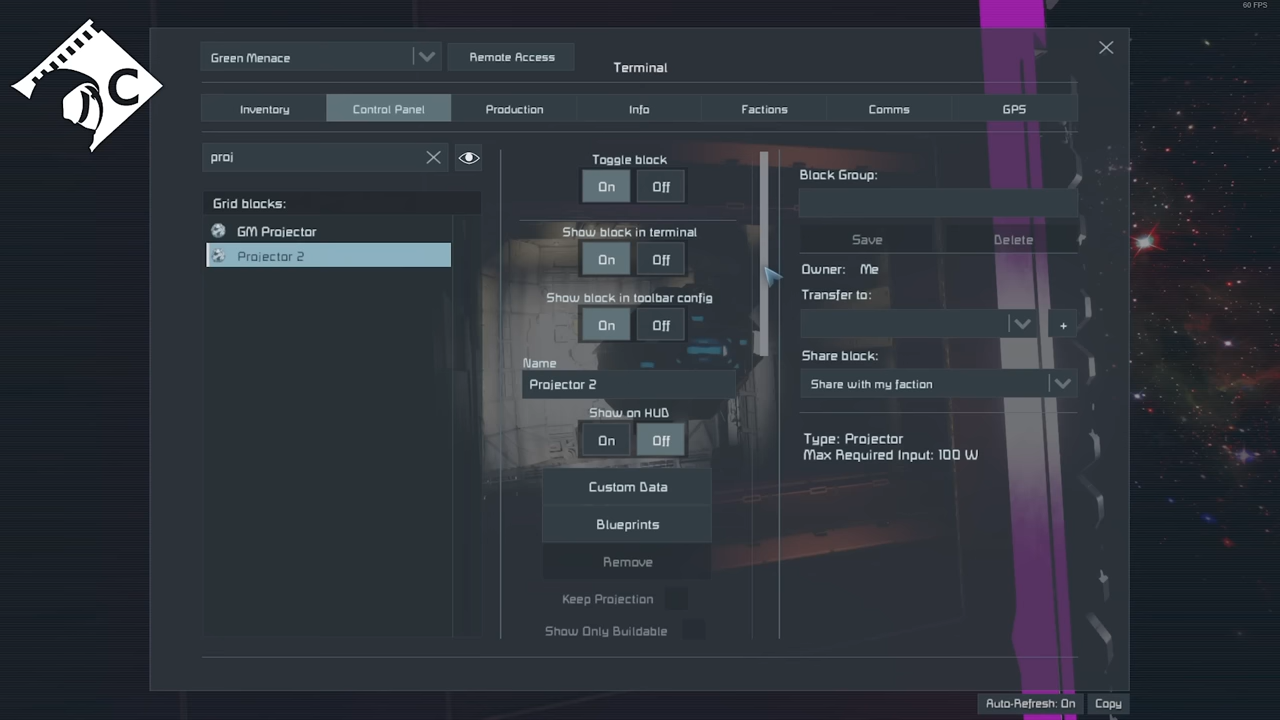 60 FPS
C
Green Menace
Remote Access
Terminal
Inventory
Control Panel
Production
Info
Factions
Comms
GPS
proj
Grid blocks:
GM Projector
Projector 2
Toggle block
On Off
Show block in terminal
On Off
Show block in toolbar config
On Off
Name
Projector 2
Show on HUD
On Off
Custom Data
Blueprints
Remove
Keep Projection
Show Only Buildable
Block Group:
Save Delete
Owner: Me
Transfer to:
+
Share block:
Share with my faction
Type: Projector
Max Required Input: 100 W
Auto-Refresh: On
Copy